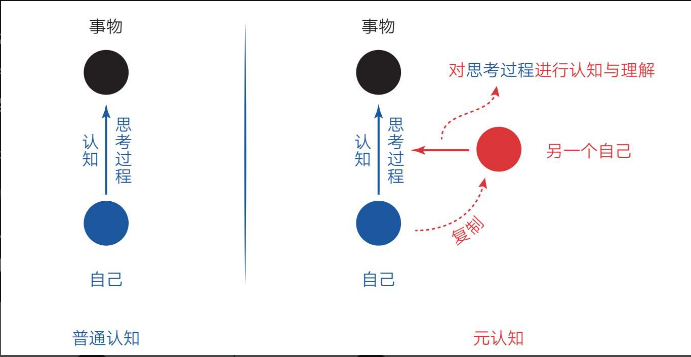 事物
认知
思考过程
自己
普通认知
事物
对思考过程进行认知与理解
认知
思考过程
另一个自己
复制
自己
元认知